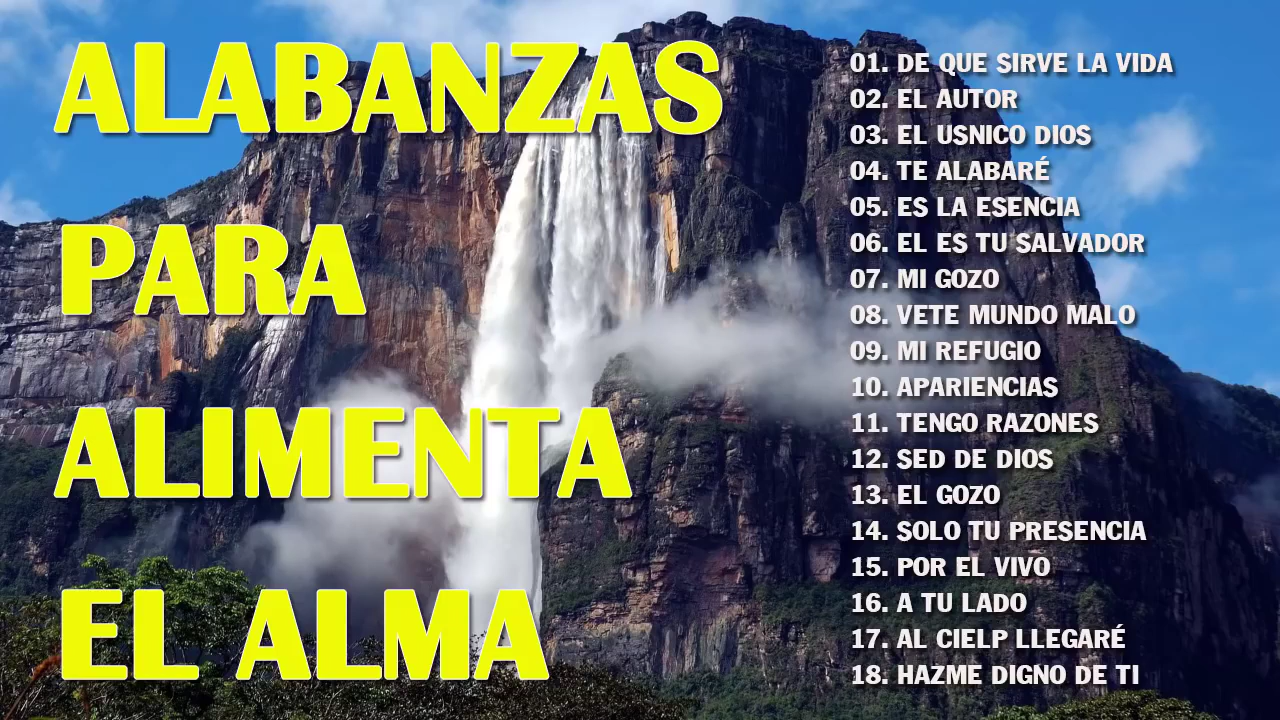 ALABANZAS
PARA
ALIMENTA
EL ALMA
01. DE QUE SIRVE LA VIDA
02. EL AUTOR
03. EL USNICO DIOS
04. TE ALABARÉ
05. ES LA ESENCIA
06. EL ES TU SALVADOR
07. MI GOZO
08. VETE MUNDO MALO
09. MI REFUGIO
10. APARIENCIAS
11. TENGO RAZONES
12. SED DE DIOS
13. EL GOZO
14. SOLO TU PRESENCIA
15. POR EL VIVO
16. A TU LADO
17. AL CIELP LLEGARÉ
18. HAZME DIGNO DE TI